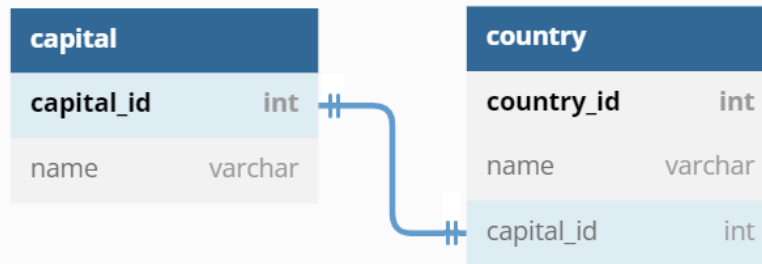 capital
capital_id int
name varchar
country
country_id int
name varchar
capital_id int